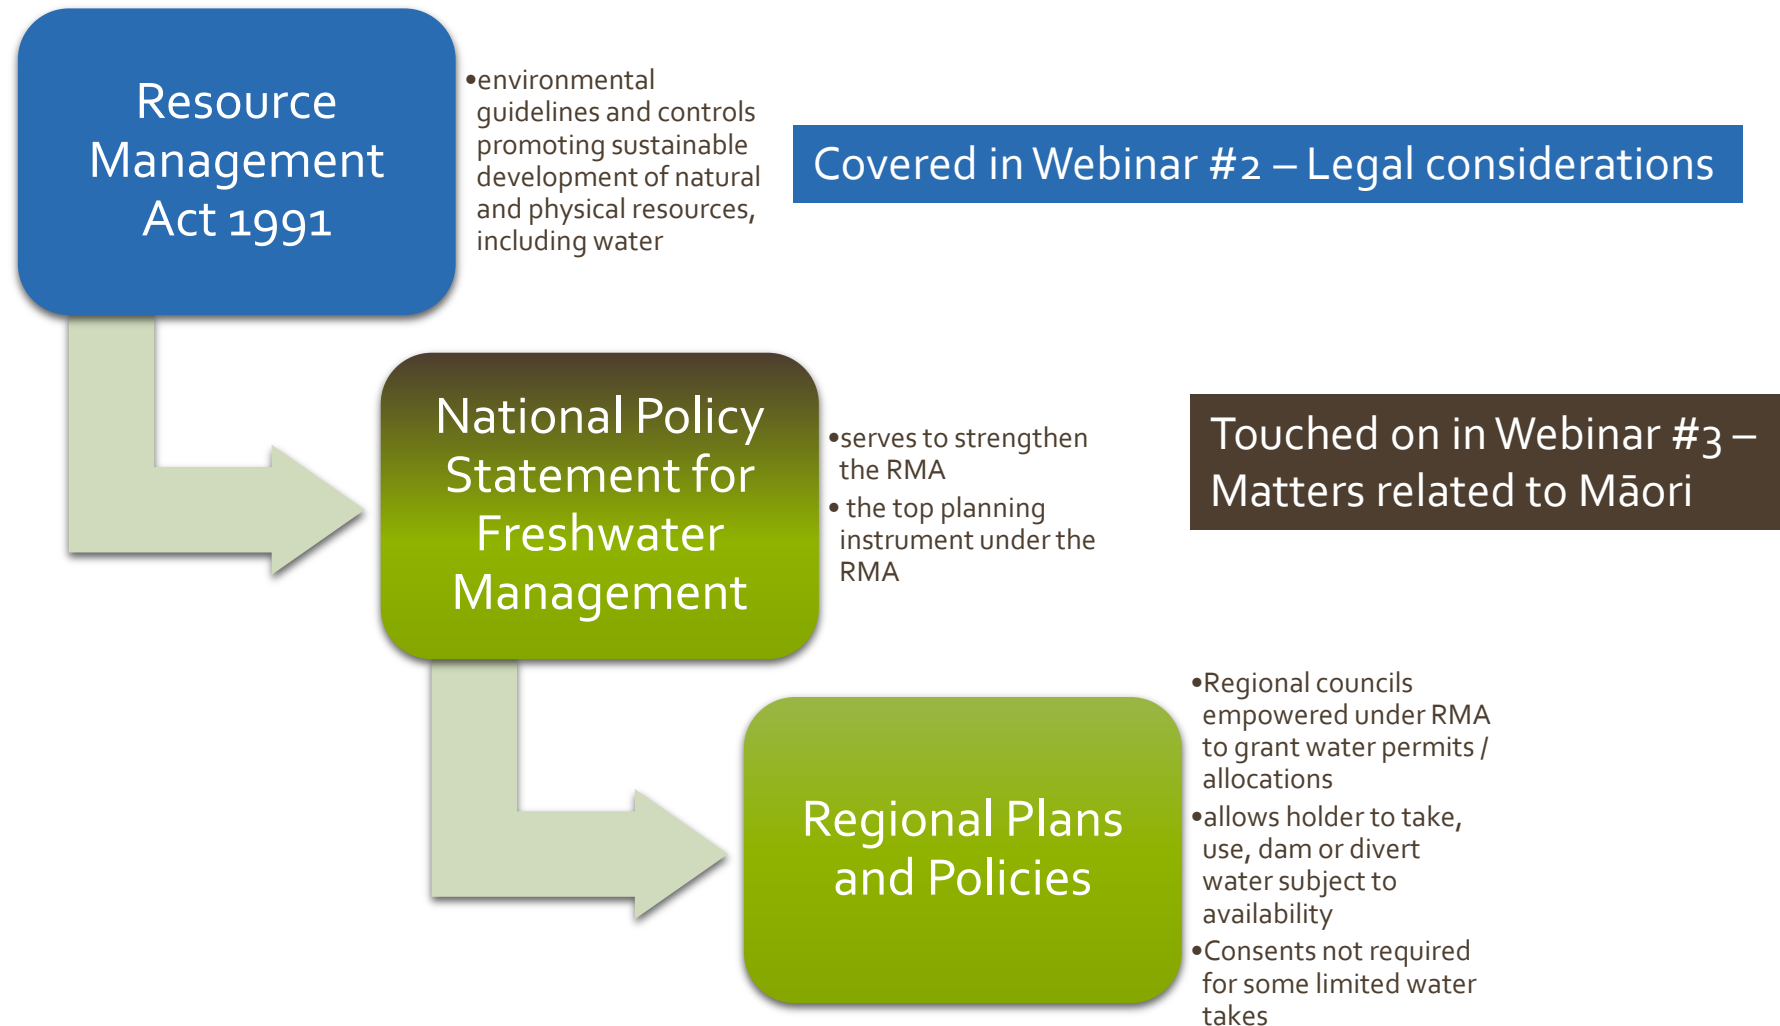 Resource
Management
Act 1991
•environmental
guidelines and controls
promoting sustainable
development of natural
and physical resources,
including water
Covered in Webinar #2 – Legal considerations
National Policy
Statement for
Freshwater
Management
•serves to strengthen
the RMA
• the top planning
instrument under the
RMA
Touched on in Webinar #3 –
Matters related to Māori
Regional Plans
and Policies
•Regional councils
empowered under RMA
to grant water permits /
allocations
•allows holder to take,
use, dam or divert
water subject to
availability
•Consents not required
for some limited water
takes